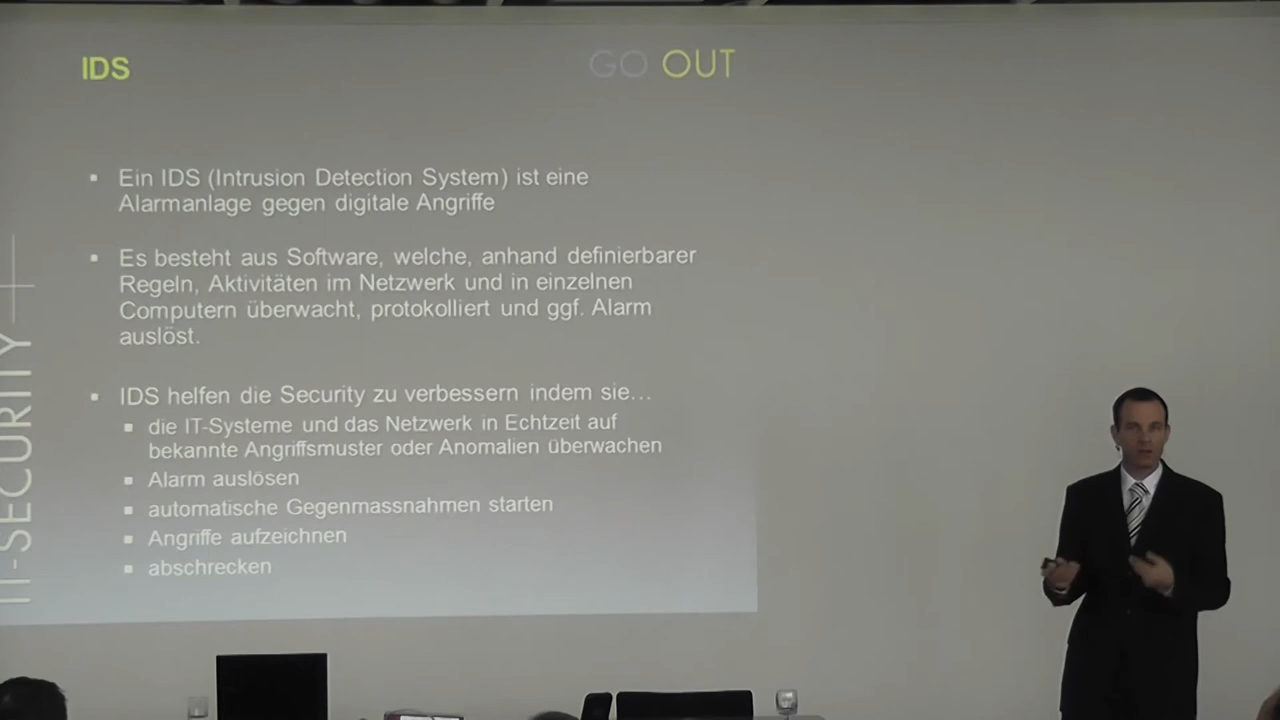 IDS
GO OUT
Ein IDS (Intrusion Detection System) ist eine
Alarmanlage gegen digitale Angriffe
Es besteht aus Software, welche, anhand definierbarer
Regeln, Aktivitäten im Netzwerk und in einzelnen
Computern überwacht, protokolliert und ggf. Alarm
auslöst.
IDS helfen die Security zu verbessern indem sie…
die IT-Systeme und das Netzwerk in Echtzeit auf
bekannte Angriffsmuster oder Anomalien überwachen
Alarm auslösen
automatische Gegenmassnahmen starten
Angriffe aufzeichnen
abschrecken
IT-SECURITY